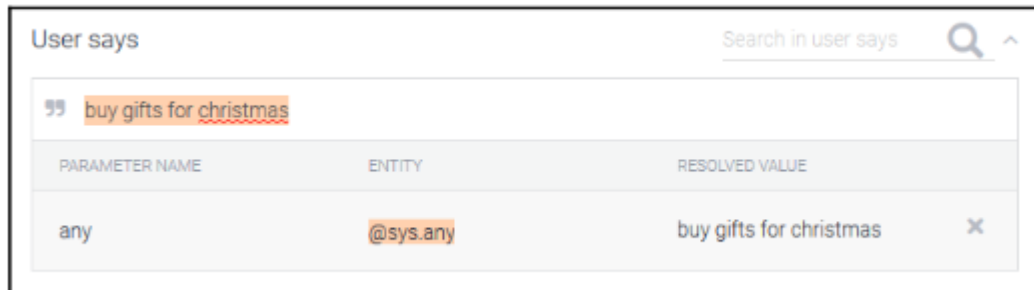 User says
Search in user says
buy gifts for christmas
PARAMETER NAME ENTITY RESOLVED VALUE
any @sys.any buy gifts for christmas